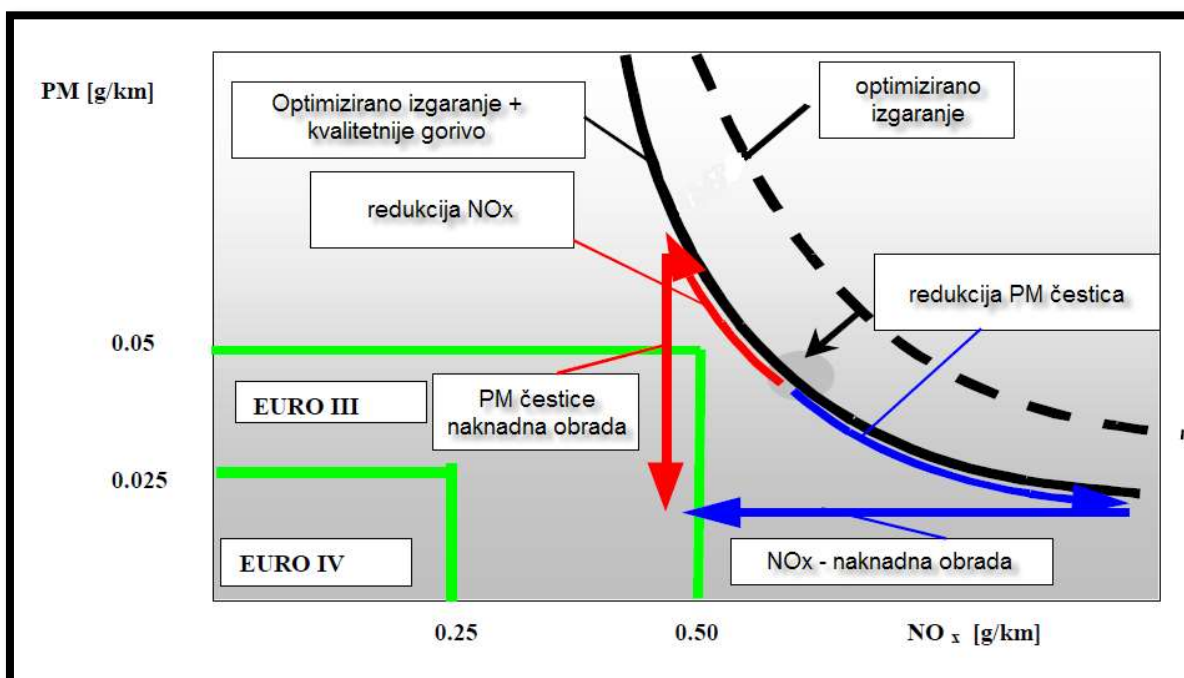 PM [g/km]
Optimizirano izgaranje +
kvalitetnije gorivo
optimizirano
izgaranje
redukcija NOx
redukcija PM čestica
0.05
EURO III
PM čestice
naknadna obrada
0.025
EURO IV
NOx - naknadna obrada
0.25
0.50
NO x [g/km]